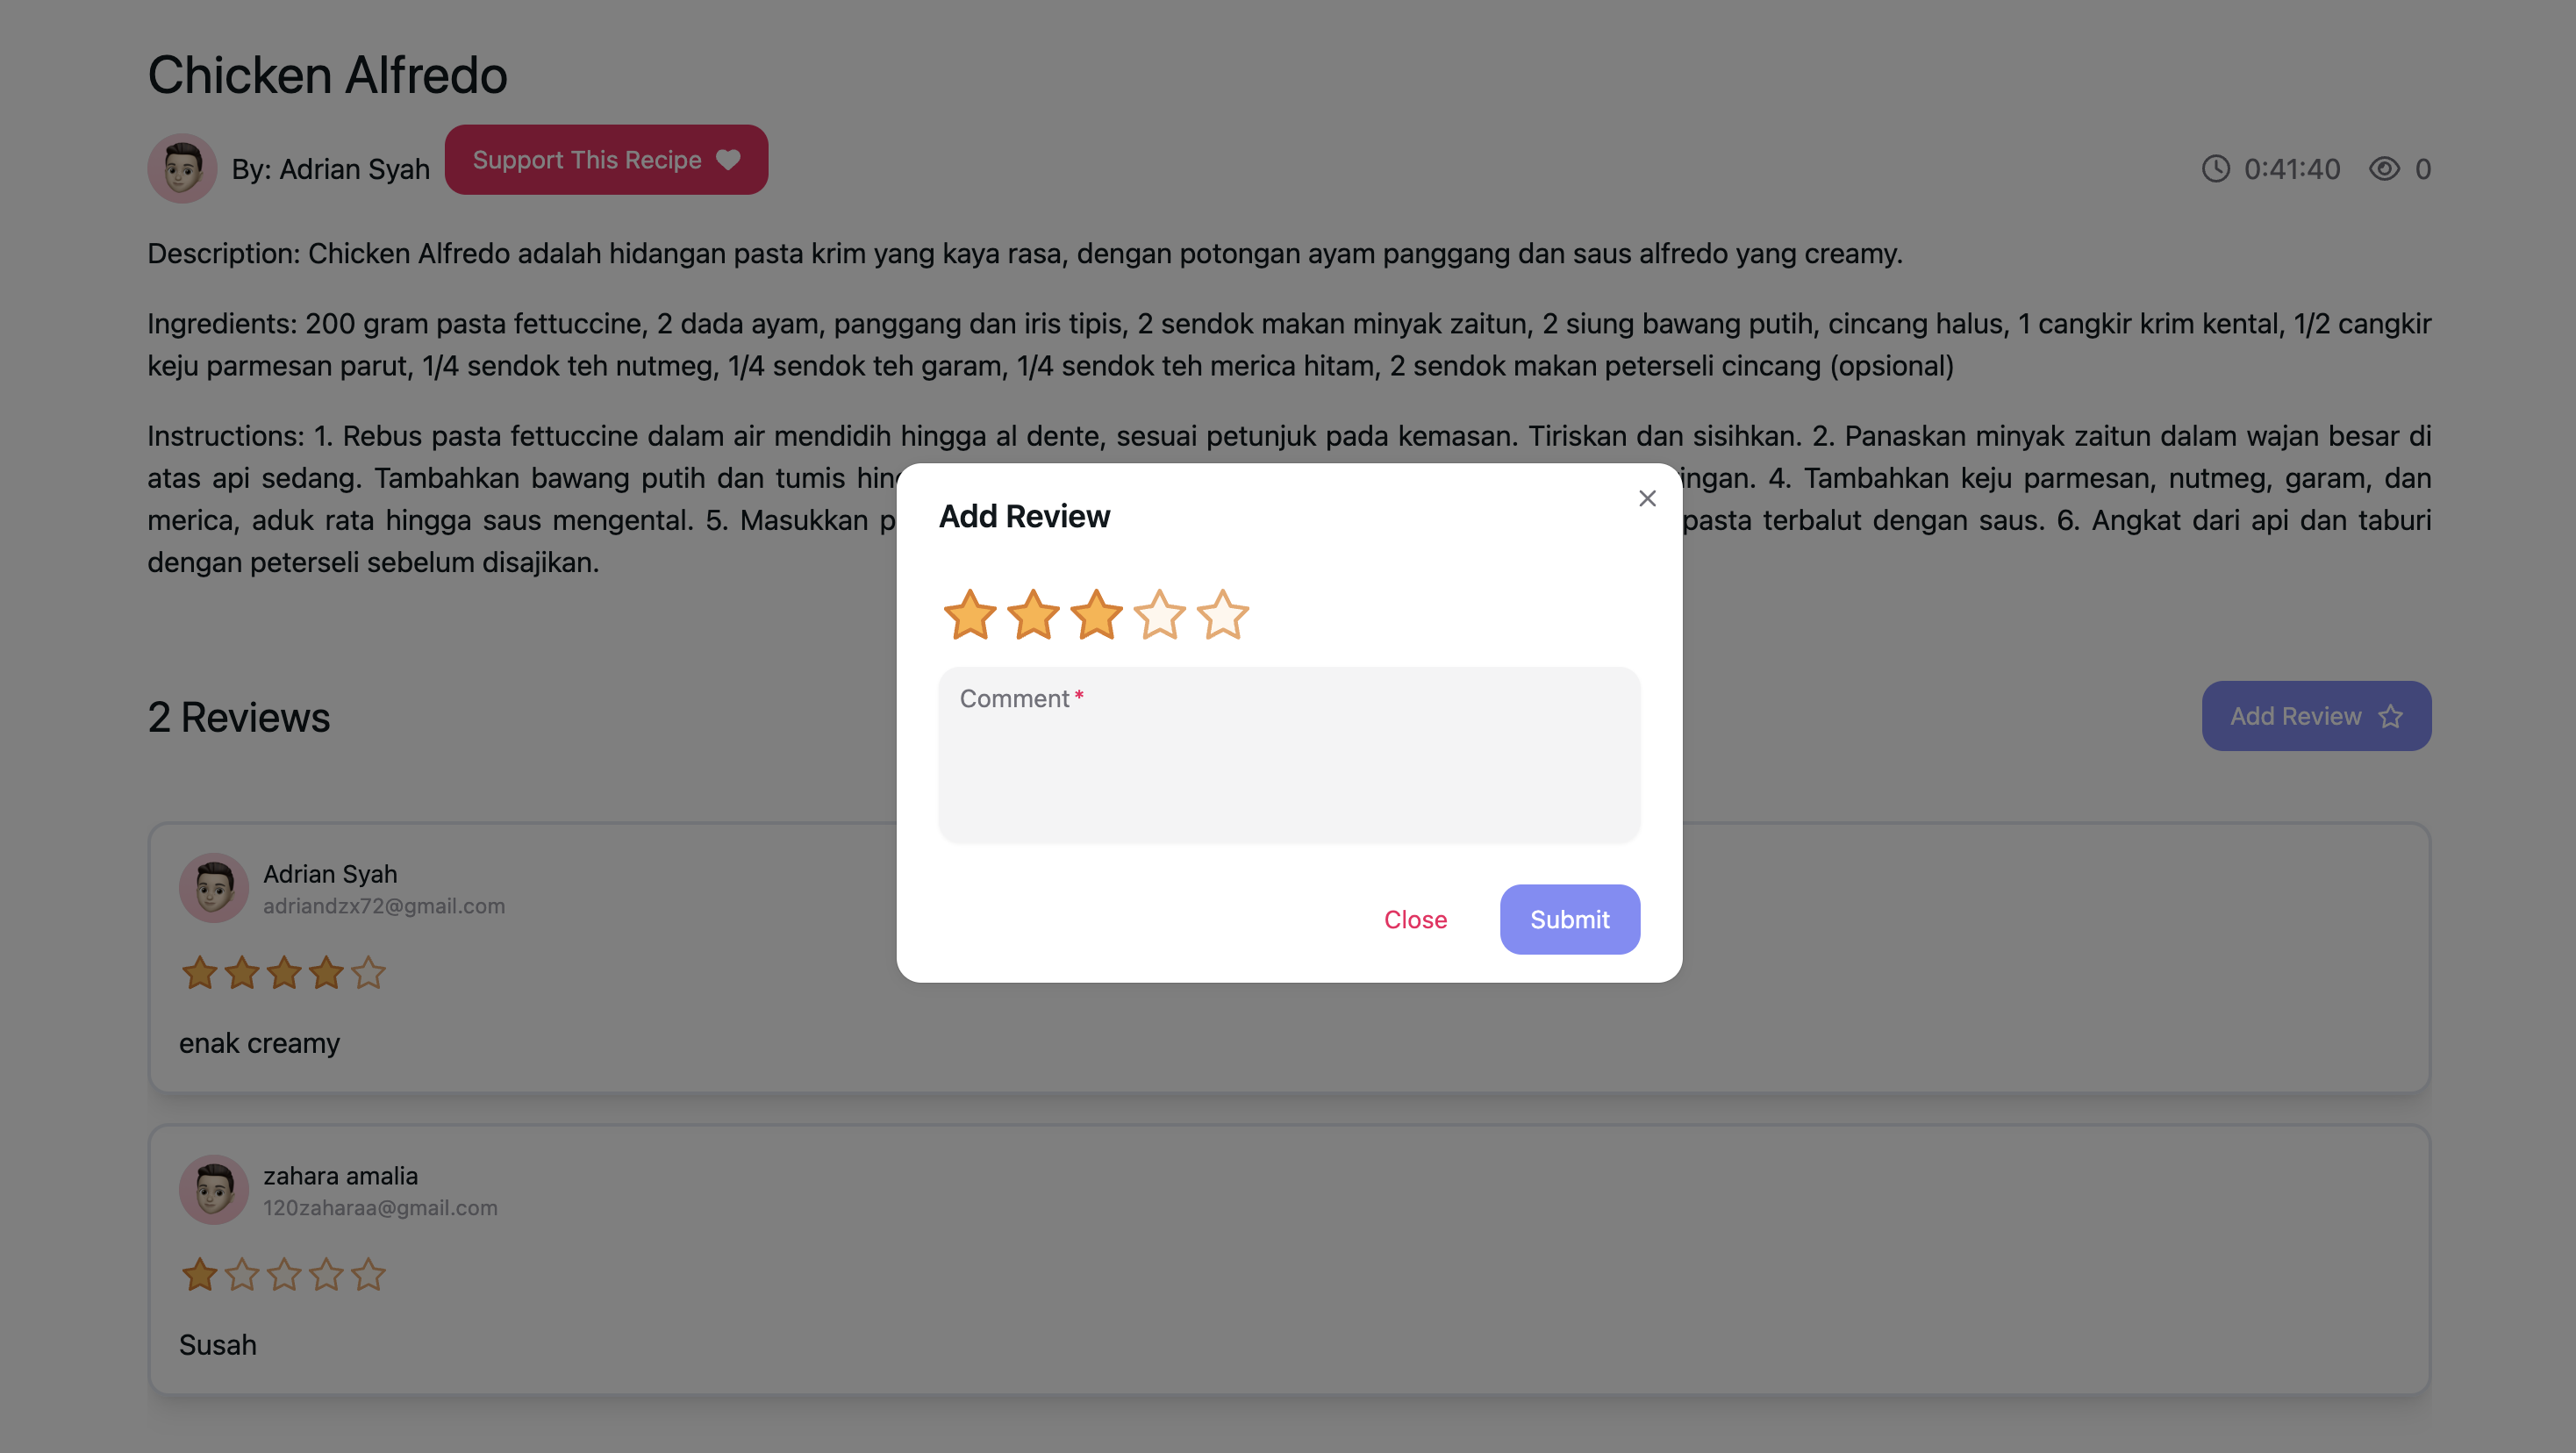 Chicken Alfredo
By: Adrian Syah
Support This Recipe
0:41:40
0
Description: Chicken Alfredo adalah hidangan pasta krim yang kaya rasa, dengan potongan ayam panggang dan saus alfredo yang creamy.
Ingredients: 200 gram pasta fettuccine, 2 dada ayam, panggang dan iris tipis, 2 sendok makan minyak zaitun, 2 siung bawang putih, cincang halus, 1 cangkir krim kental, 1/2 cangkir
keju parmesan parut, 1/4 sendok teh nutmeg, 1/4 sendok teh garam, 1/4 sendok teh merica hitam, 2 sendok makan peterseli cincang (opsional)
Instructions: 1. Rebus pasta fettuccine dalam air mendidih hingga al dente, sesuai petunjuk pada kemasan. Tiriskan dan sisihkan. 2. Panaskan minyak zaitun dalam wajan besar di
atas api sedang. Tambahkan bawang putih dan tumis 4. Tambahkan keju parmesan, nutmeg, garam, dan
merica, aduk rata hingga saus mengental. 5. Masukkan pasta terbalut dengan saus. 6. Angkat dari api dan taburi
dengan peterseli sebelum disajikan.
Add Review
Comment*
Close
Submit
2 Reviews
Add Review
Adrian Syah
adriandzx72@gmail.com
enak creamy
zahara amalia
120zaharaa@gmail.com
Susah